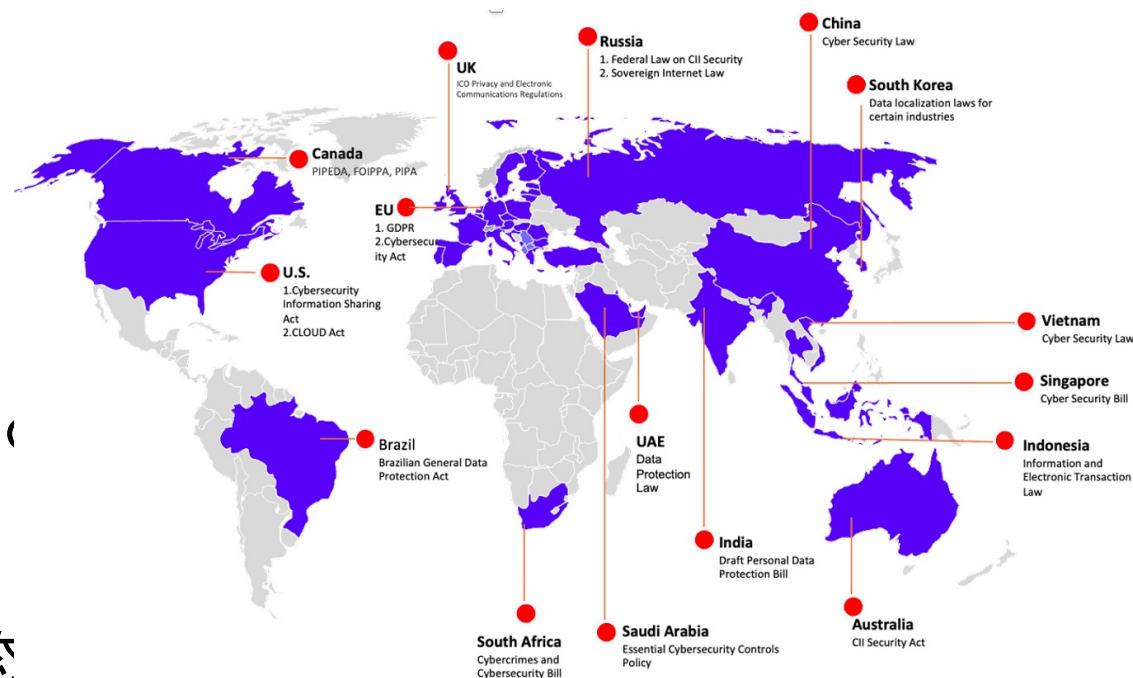 China
Cyber Security Law
Russia
1. Federal Law on CII Security
2. Sovereign Internet Law
UK
ICO Privacy and Electronic
Communications Regulations
South Korea
Data localization laws for
certain industries
Canada
PIPEDA, FOIPPA, PIPA
EU
1. GDPR
2.Cybersecur
ity Act
U.S.
1.Cybersecurity
Information Sharing
Act
2.CLOUD Act
Vietnam
Cyber Security Law
Singapore
Cyber Security Bill
Indonesia
Information and
Electronic Transaction
Law
Brazil
Brazilian General Data
Protection Act
UAE
Data
Protection
Law
India
Draft Personal Data
Protection Bill
Australia
CII Security Act
Saudi Arabia
Essential Cybersecurity Controls
Policy
South Africa
Cybercrimes and
Cybersecurity Bill